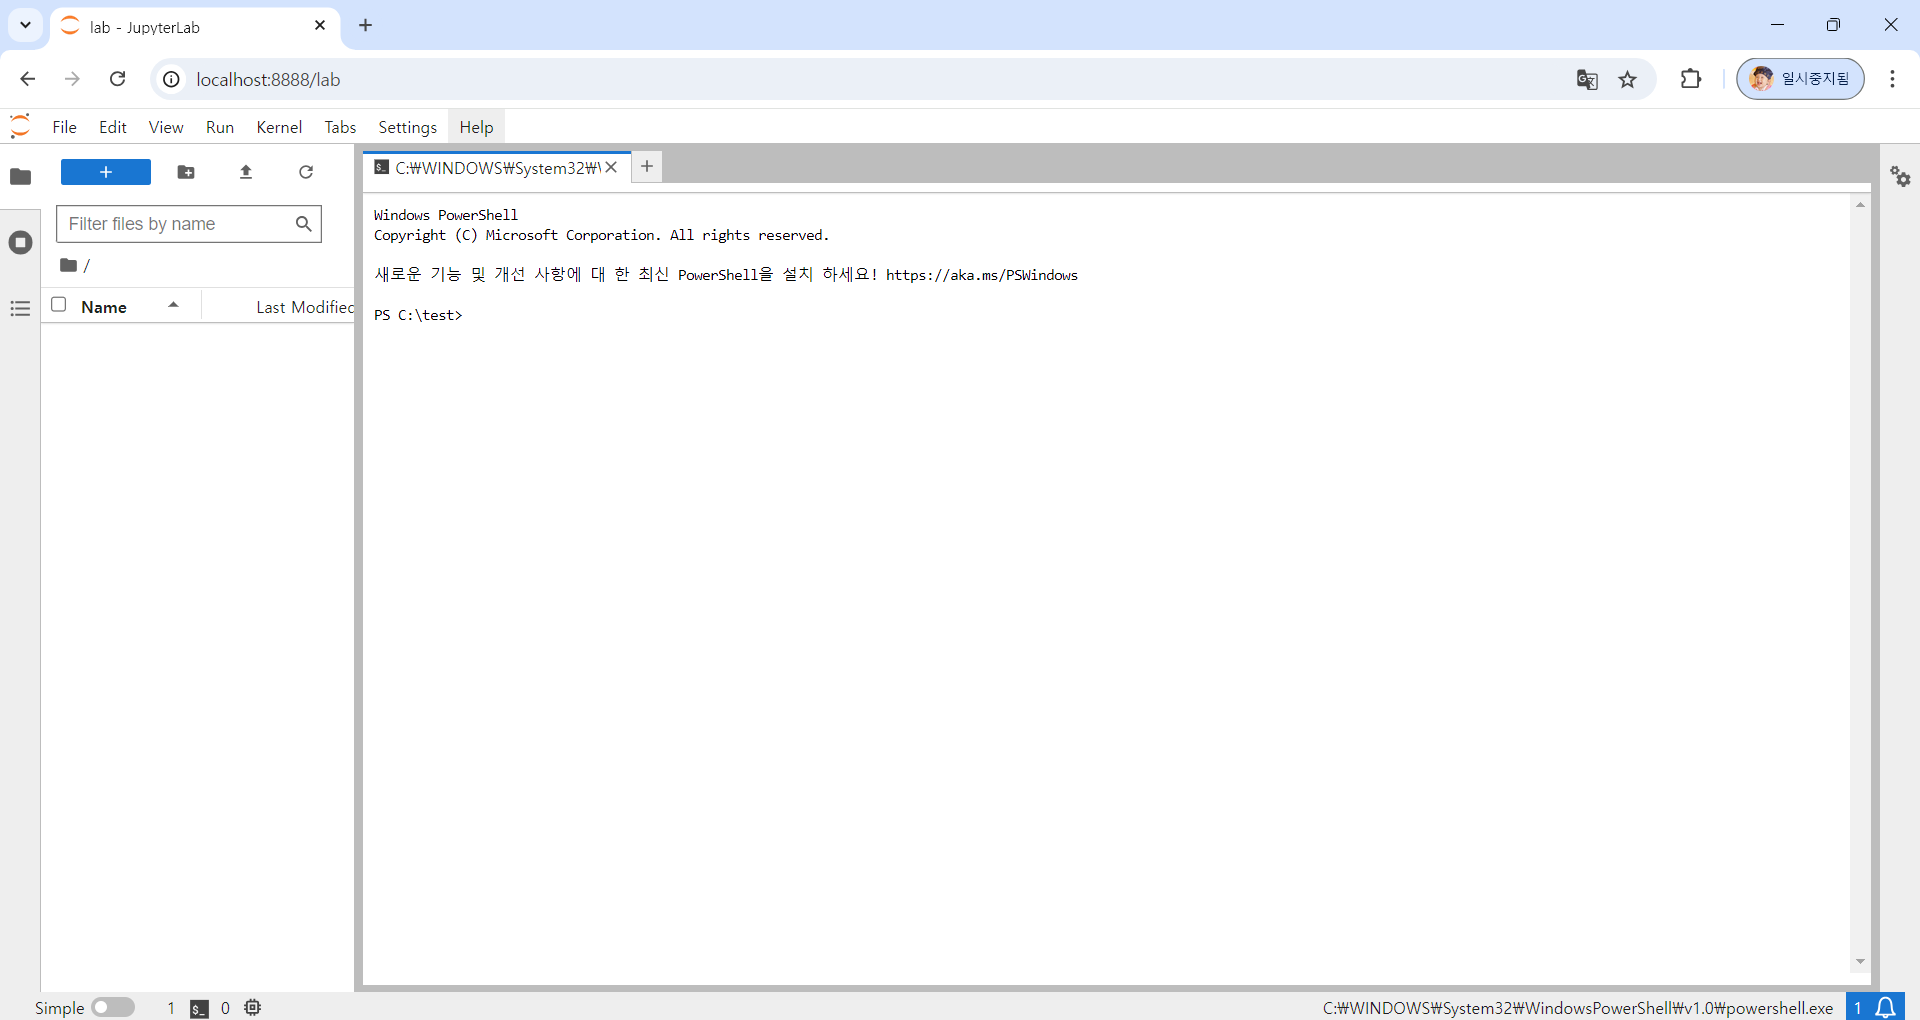 lab - JupyterLab
localhost:8888/lab
일시중지됨
File Edit View Run Kernel Tabs Settings Help
C:₩WINDOWS₩System32₩
Filter files by name
/
Name Last Modified
Windows PowerShell
Copyright (C) Microsoft Corporation. All rights reserved.
새로운 기능 및 개선 사항에 대 한 최신 PowerShell을 설치 하세요! https://aka.ms/PSWindows
PS C:\test>
Simple 1 $_ 0
C:₩WINDOWS₩System32₩WindowsPowerShell₩v1.0₩powershell.exe 1